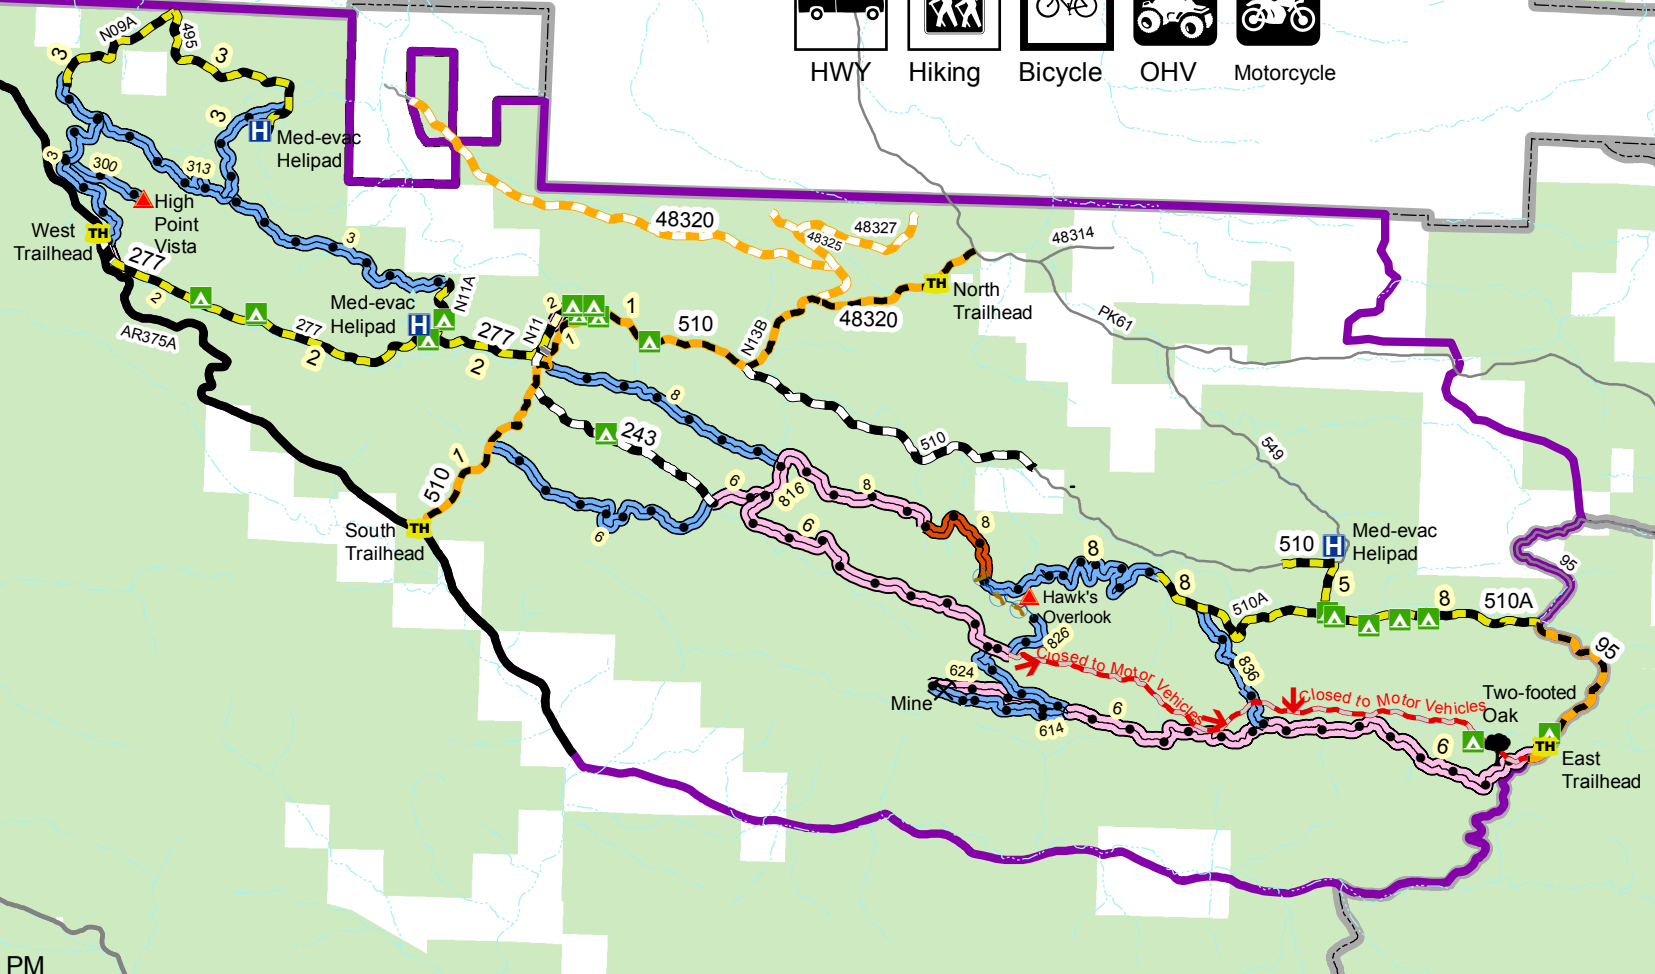 HWY
Hiking
Bicycle
OHV
Motorcycle
N09A
495
3
3
3
Med-evac
Helipad
3
300
313
High
Point
Vista
West
Trailhead
TH
277
2
3
AR375A
Med-evac
Helipad
N11A
277
2
277
2
N11
2
1
1
510
48320
48325
48327
48314
TH
North
Trailhead
48320
N13B
PK61
8
243
510
1
510
South
Trailhead
TH
6
6
816
8
6
8
549
510
H
Med-evac
Helipad
5
8
8
510A
8
510A
95
95
Hawk's
Overlook
826
836
Closed to Motor Vehicles
Closed to Motor Vehicles
624
Mine
614
6
6
Two-footed
Oak
TH
East
Trailhead
H
H
PM